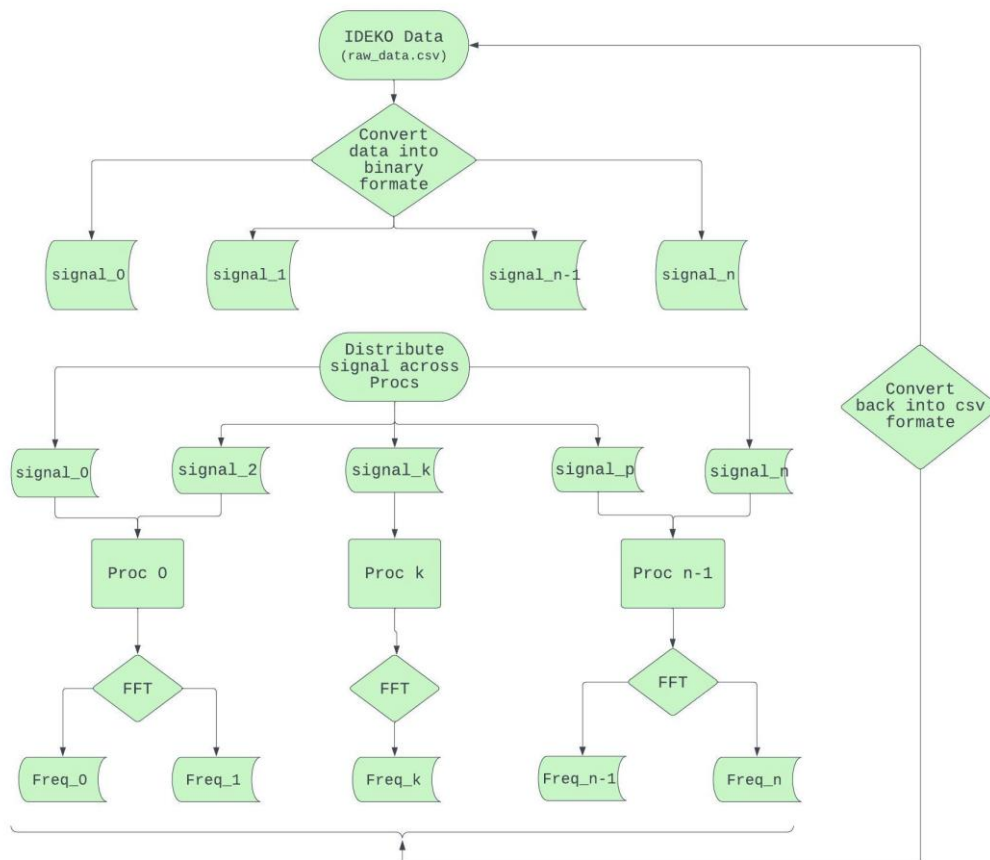 IDEKO Data
(raw_data.csv)
Convert
data into
binary
formate
signal_0
signal_1
signal_n-1
signal_n
Distribute
signal across
Procs
Convert
back into csv
formate
signal_0
signal_2
signal_k
signal_p
signal_n
Proc 0
Proc k
Proc n-1
FFT
FFT
FFT
Freq_0
Freq_1
Freq_k
Freq_n-1
Freq_n